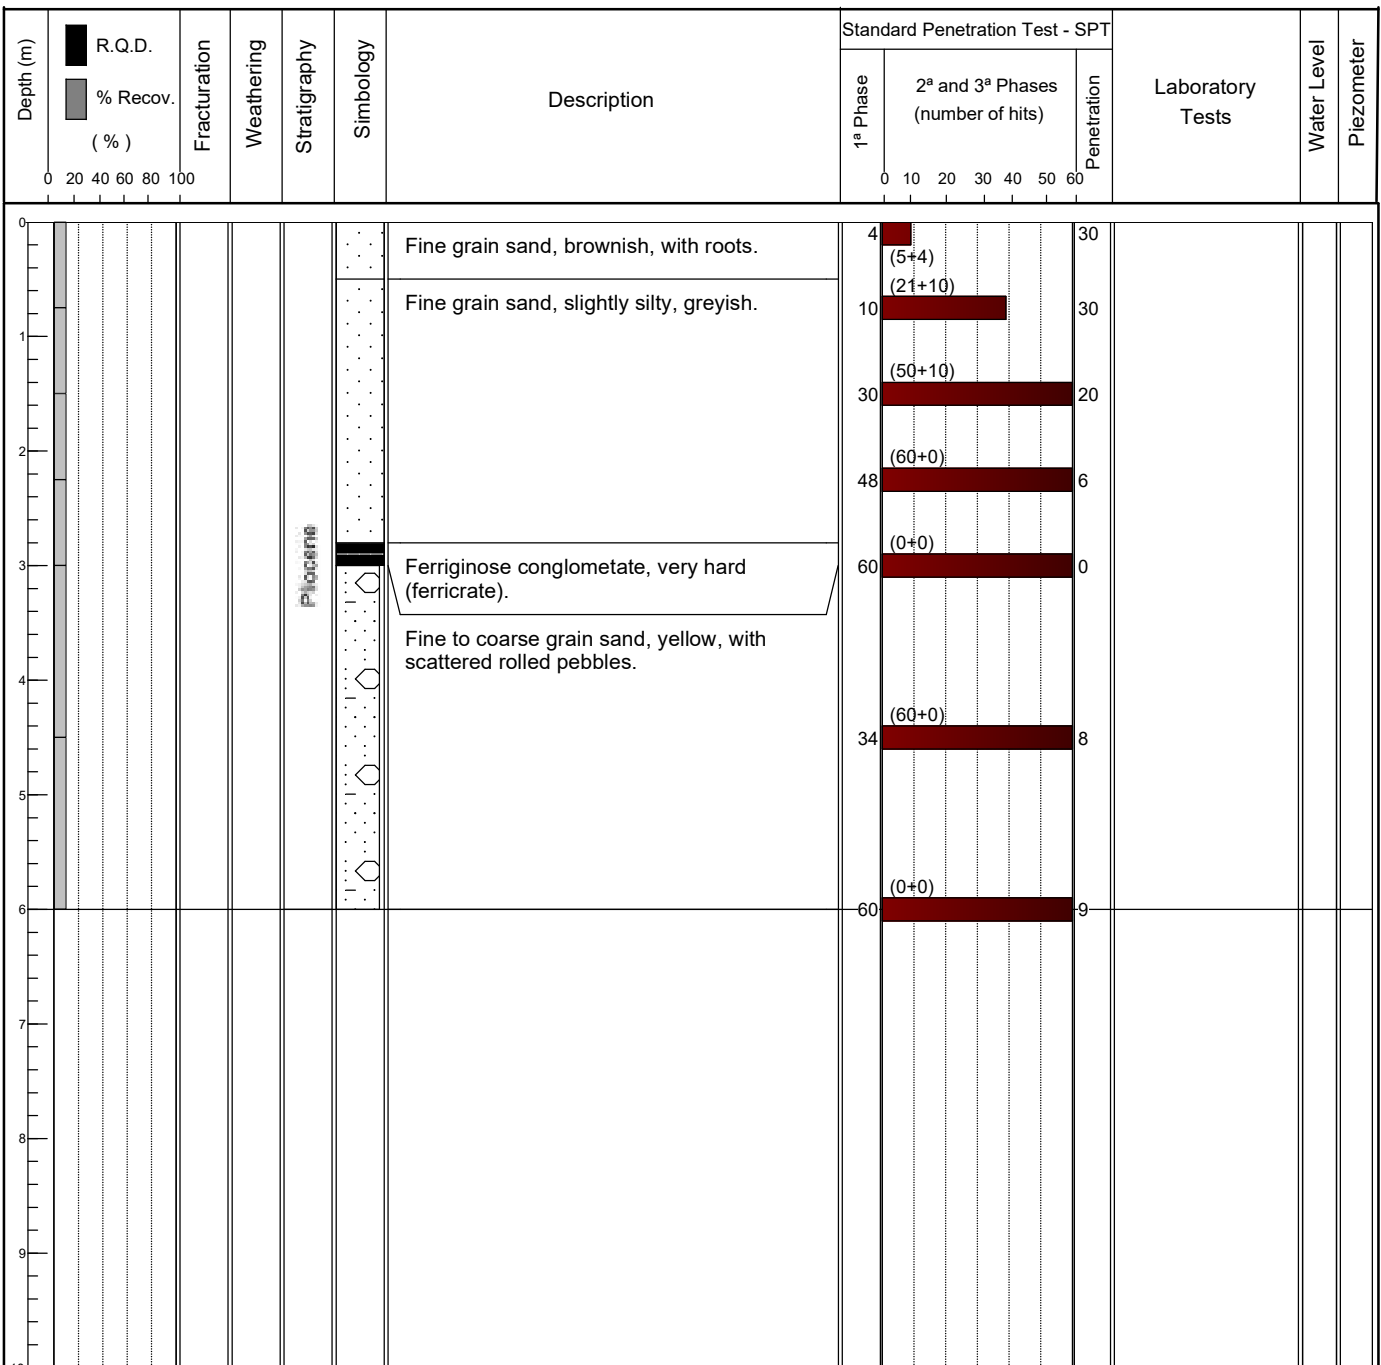 Depth (m)
R.Q.D.
% Recov.
( % )
0 20 40 60 80 100
Fracturation
Weathering
Stratigraphy
Simbology
Description
Standard Penetration Test - SPT
1ª Phase
2ª and 3ª Phases
(number of hits)
0 10 20 30 40 50 60
Penetration
Laboratory
Tests
Water Level
Piezometer
0
Fine grain sand, brownish, with roots.
4
30
(5+4)
(21+10)
Fine grain sand, slightly silty, greyish.
10
30
1
(50+10)
30
20
2
(60+0)
48
6
Pliocene
(0+0)
3
Ferriginose conglometate, very hard
(ferricrate).
60
0
Fine to coarse grain sand, yellow, with
scattered rolled pebbles.
4
(60+0)
34
8
5
(0+0)
6
60
9
7
8
9